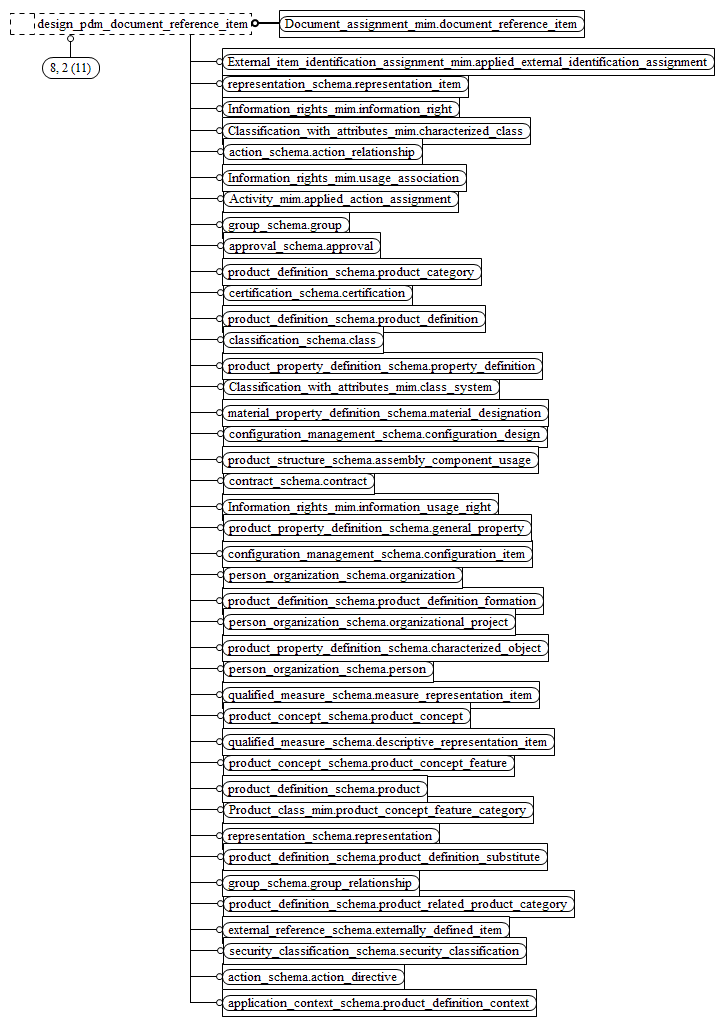 design_pdm_document_reference_item
Document_assignment_mim.document_reference_item
8, 2 (11)
External_item_identification_assignment_mim.applied_external_identification_assignment
representation_schema.representation_item
Information_rights_mim.information_right
Classification_with_attributes_mim.characterized_class
action_schema.action_relationship
Information_rights_mim.usage_association
Activity_mim.applied_action_assignment
group_schema.group
approval_schema.approval
product_definition_schema.product_category
certification_schema.certification
product_definition_schema.product_definition
classification_schema.class
product_property_definition_schema.property_definition
Classification_with_attributes_mim.class_system
material_property_definition_schema.material_designation
configuration_management_schema.configuration_design
product_structure_schema.assembly_component_usage
contract_schema.contract
Information_rights_mim.information_usage_right
product_property_definition_schema.general_property
configuration_management_schema.configuration_item
person_organization_schema.organization
product_definition_schema.product_definition_formation
person_organization_schema.organizational_project
product_property_definition_schema.characterized_object
person_organization_schema.person
qualified_measure_schema.measure_representation_item
product_concept_schema.product_concept
qualified_measure_schema.descriptive_representation_item
product_concept_schema.product_concept_feature
product_definition_schema.product
Product_class_mim.product_concept_feature_category
representation_schema.representation
product_definition_schema.product_definition_substitute
group_schema.group_relationship
product_definition_schema.product_related_product_category
external_reference_schema.externally_defined_item
security_classification_schema.security_classification
action_schema.action_directive
application_context_schema.product_definition_context